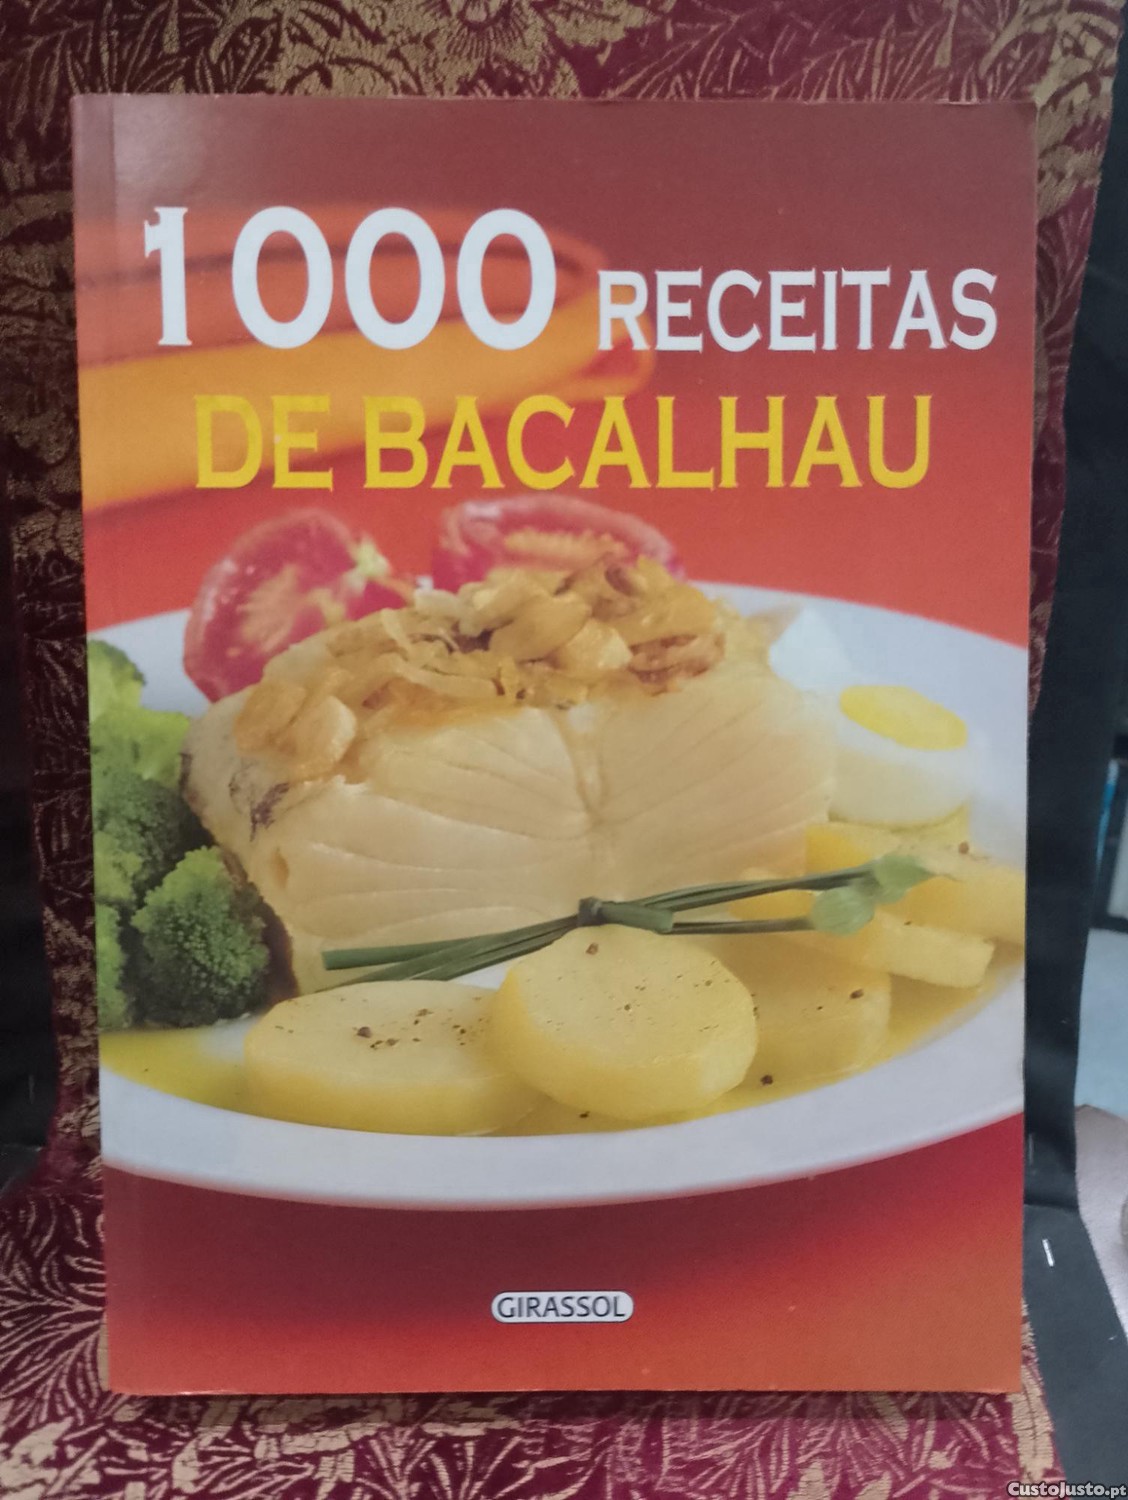 1000 RECEITAS
DE BACALHAU
GIRASSOL
CustoJusto.pt